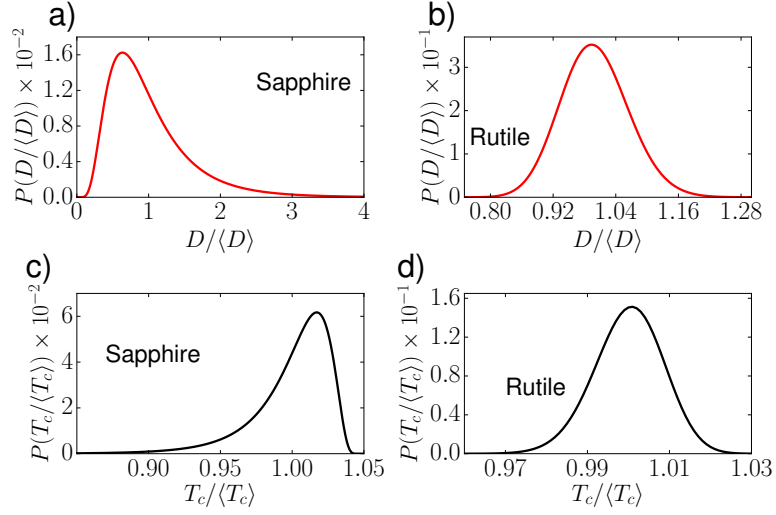 a)
P(D/⟨D⟩) × 10⁻²
1.6
1.2
0.8
0.4
0.0
Sapphire
0 1 2 3 4
D/⟨D⟩
b)
P(D/⟨D⟩) × 10⁻¹
3
2
1
0
Rutile
0.80 0.92 1.04 1.16 1.28
D/⟨D⟩
c)
P(T_c/⟨T_c⟩) × 10⁻²
6
4
2
0
Sapphire
0.90 0.95 1.00 1.05
T_c/⟨T_c⟩
d)
P(T_c/⟨T_c⟩) × 10⁻¹
1.6
1.2
0.8
0.4
0.0
Rutile
0.97 0.99 1.01 1.03
T_c/⟨T_c⟩